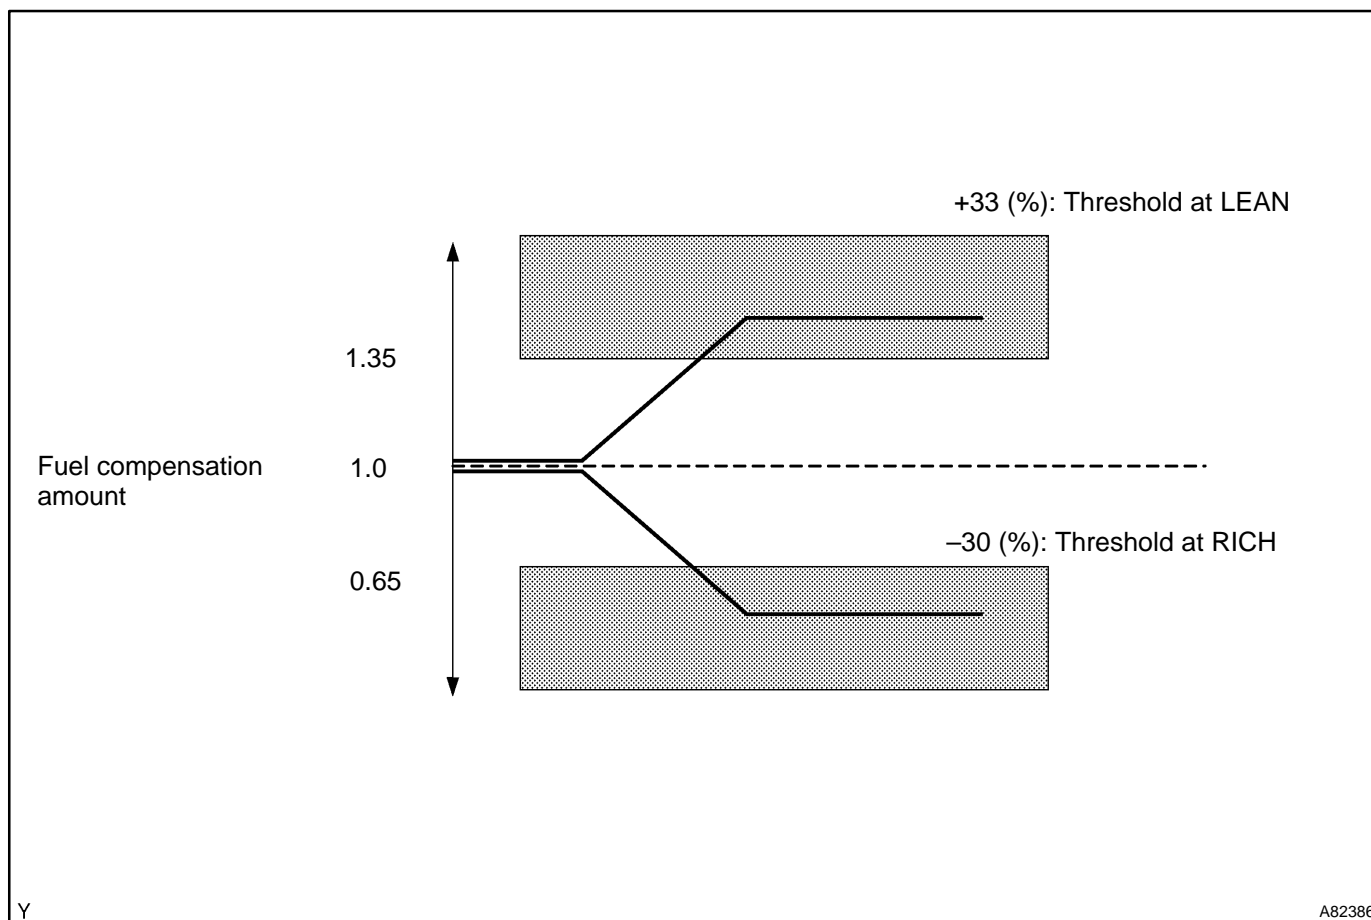 +33 (%): Threshold at LEAN
1.35
Fuel compensation
amount
1.0
–30 (%): Threshold at RICH
0.65
Y
A82386